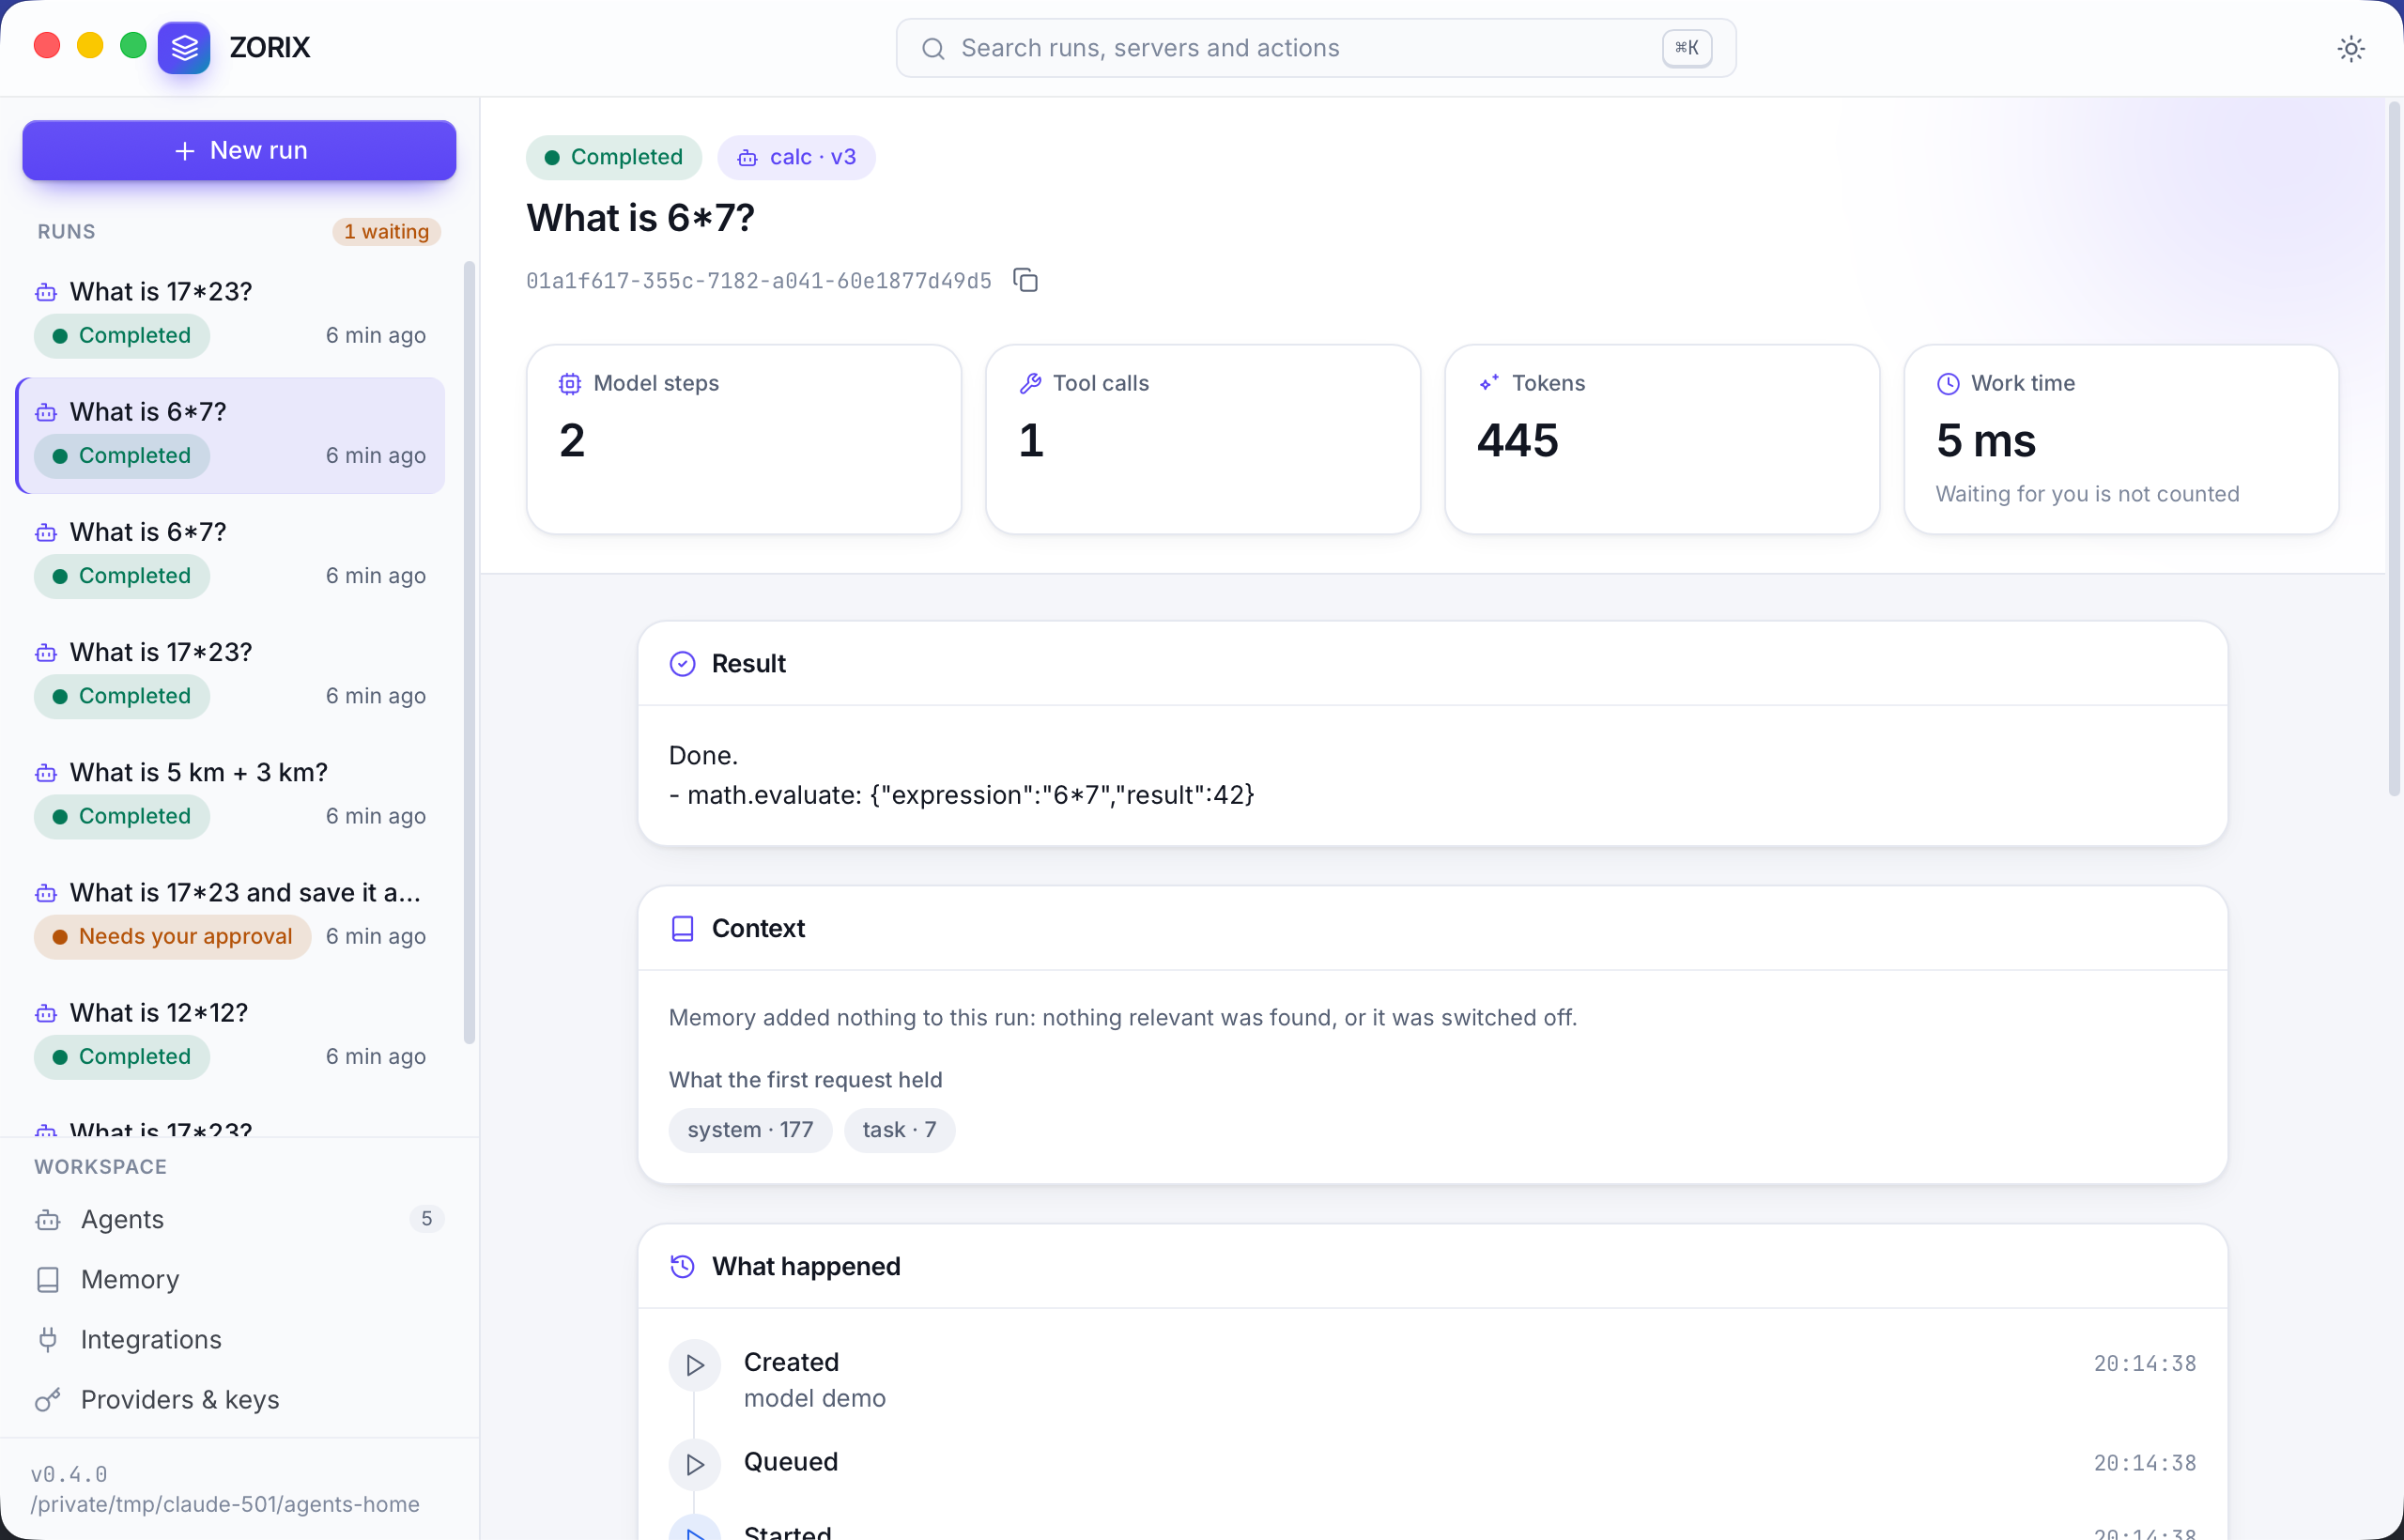 ZORIX
Search runs, servers and actions
⌘K
New run
RUNS
1 waiting
What is 17*23?
Completed
6 min ago
What is 6*7?
Completed
6 min ago
What is 6*7?
Completed
6 min ago
What is 17*23?
Completed
6 min ago
What is 5 km + 3 km?
Completed
6 min ago
What is 17*23 and save it a...
Needs your approval
6 min ago
What is 12*12?
Completed
6 min ago
What is 17*23?
WORKSPACE
Agents
5
Memory
Integrations
Providers & keys
v0.4.0
/private/tmp/claude-501/agents-home
Completed
calc · v3
What is 6*7?
01a1f617-355c-7182-a041-60e1877d49d5
Model steps
2
Tool calls
1
Tokens
445
Work time
5 ms
Waiting for you is not counted
Result
Done.
- math.evaluate: {"expression":"6*7","result":42}
Context
Memory added nothing to this run: nothing relevant was found, or it was switched off.
What the first request held
system · 177
task · 7
What happened
Created
20:14:38
model demo
Queued
20:14:38
Started
20:14:38